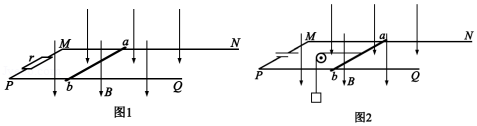 r M a N
P b B Q
图1
M a N
P b B Q
图2